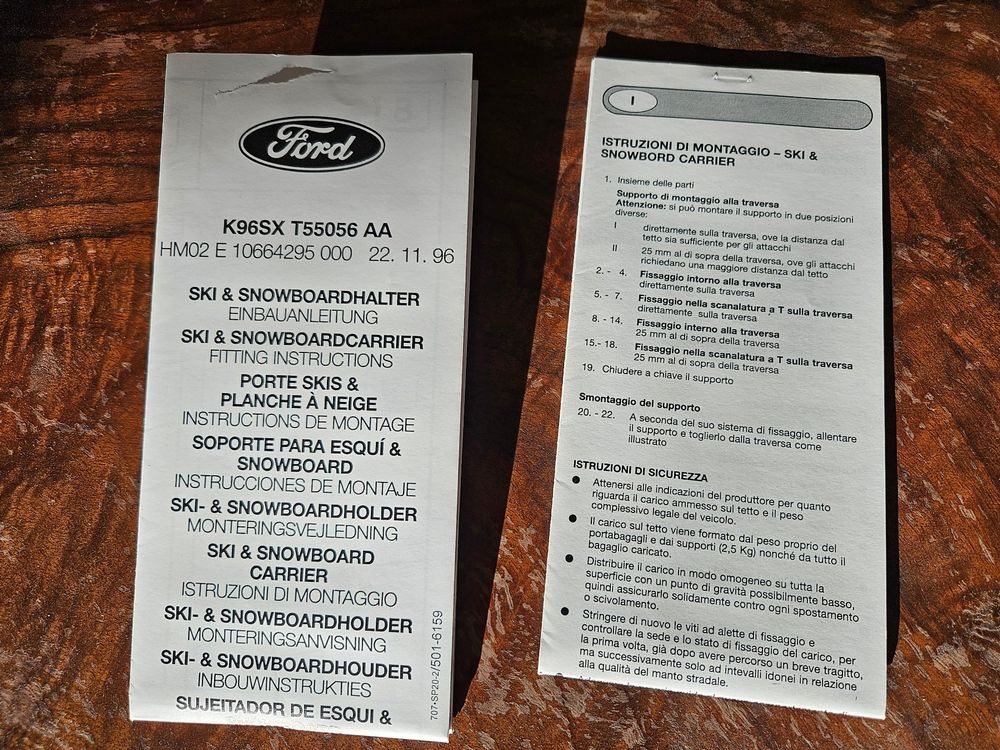 Ford
K96SX T55056 AA
HM02 E 10664295 000 22. 11. 96
SKI & SNOWBOARDHALTER
EINBAUANLEITUNG
SKI & SNOWBOARDCARRIER
FITTING INSTRUCTIONS
PORTE SKIS &
PLANCHE À NEIGE
INSTRUCTIONS DE MONTAGE
SOPORTE PARA ESQUÍ &
SNOWBOARD
INSTRUCCIONES DE MONTAJE
SKI- & SNOWBOARDHOLDER
MONTERINGSVEJLEDNING
SKI & SNOWBOARD
CARRIER
ISTRUZIONI DI MONTAGGIO
SKI- & SNOWBOARDHOLDER
MONTERINGSANVISNING
SKI- & SNOWBOARDHOUDER
INBOUWINSTRUKTIES
SUJEITADOR DE ESQUI &
707-SP20-2/501-6159
I
ISTRUZIONI DI MONTAGGIO – SKI &
SNOWBORD CARRIER
1. Insieme delle parti
Supporto di montaggio alla traversa
Attenzione: si può montare il supporto in due posizioni
diverse:
I direttamente sulla traversa, ove la distanza dal
tetto sia sufficiente per gli attacchi
II 25 mm al di sopra della traversa, ove gli attacchi
richiedano una maggiore distanza dal tetto
2. - 4. Fissaggio intorno alla traversa
direttamente sulla traversa
5. - 7. Fissaggio nella scanalatura a T sulla traversa
direttamente sulla traversa
8. - 14. Fissaggio interno alla traversa
25 mm al di sopra della traversa
15.- 18. Fissaggio nella scanalatura a T sulla traversa
25 mm al di sopra della traversa
19. Chiudere a chiave il supporto
Smontaggio del supporto
20. - 22. A seconda del suo sistema di fissaggio, allentare
il supporto e toglierlo dalla traversa come
illustrato
ISTRUZIONI DI SICUREZZA
● Attenersi alle indicazioni del produttore per quanto
riguarda il carico ammesso sul tetto e il peso
complessivo legale del veicolo.
● Il carico sul tetto viene formato dal peso proprio del
portabagagli e dai supporti (2,5 Kg) nonché da tutto il
bagaglio caricato.
● Distribuire il carico in modo omogeneo su tutta la
superficie con un punto di gravità possibilmente basso,
quindi assicurarlo solidamente contro ogni spostamento
o scivolamento.
● Stringere di nuovo le viti ad alette di fissaggio e
controllare la sede e lo stato di fissaggio del carico, per
la prima volta, già dopo avere percorso un breve tragitto,
ma successivamente solo ad intevalli idonei in relazione
alla qualità del manto stradale.